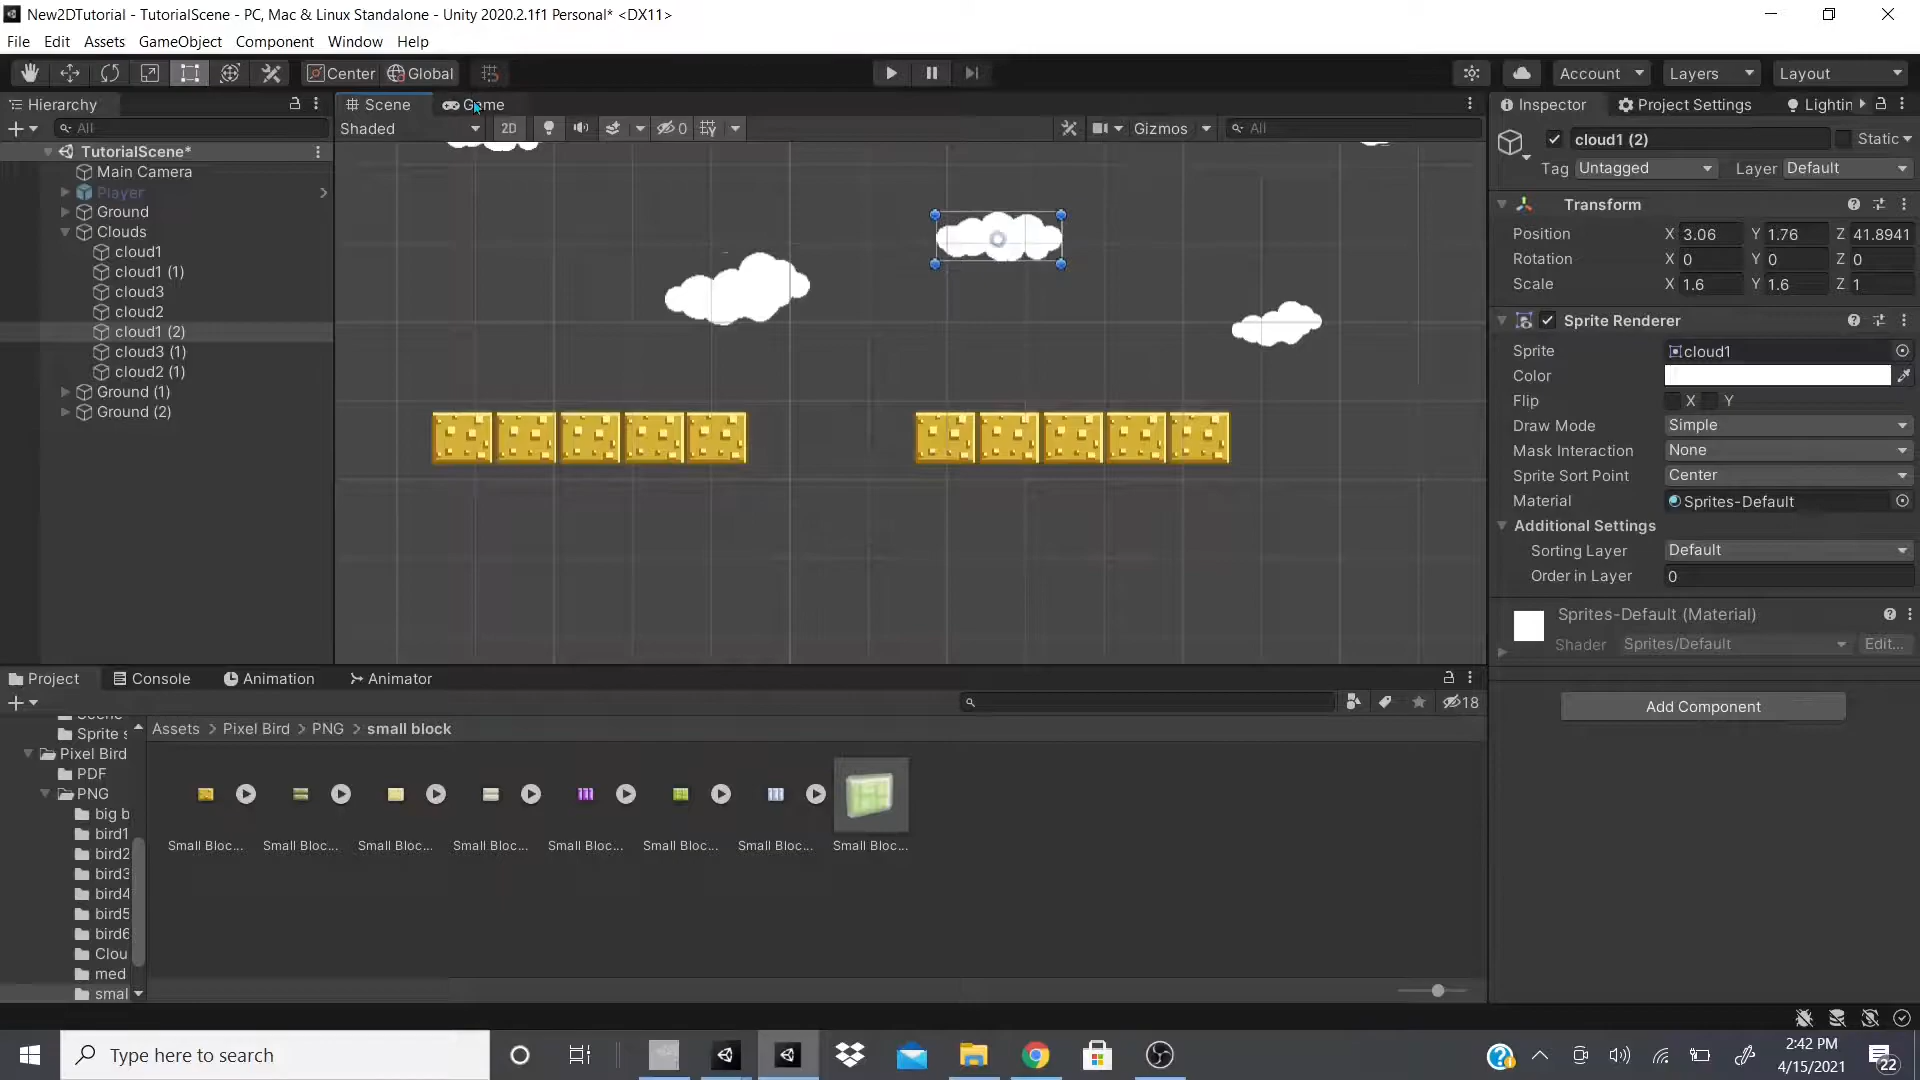 New2DTutorial - TutorialScene - PC, Mac & Linux Standalone - Unity 2020.2.1f1 Personal* <DX11>
File Edit Assets GameObject Component Window Help
Center Global Account Layers Layout
Hierarchy Scene Game Inspector Project Settings Lightin
All Shaded 2D 0 Gizmos All
cloud1 (2) Static
Tag Untagged Layer Default
TutorialScene*
Main Camera
Player
Ground
Clouds
cloud1
cloud1 (1)
cloud3
cloud2
cloud1 (2)
cloud3 (1)
cloud2 (1)
Ground (1)
Ground (2)
Transform
Position X 3.06 Y 1.76 Z 41.8941
Rotation X 0 Y 0 Z 0
Scale X 1.6 Y 1.6 Z 1
Sprite Renderer
Sprite cloud1
Color
Flip X Y
Draw Mode Simple
Mask Interaction None
Sprite Sort Point Center
Material Sprites-Default
Additional Settings
Sorting Layer Default
Order in Layer 0
Sprites-Default (Material)
Shader Sprites/Default Edit...
Add Component
Project Console Animation Animator
18
Assets > Pixel Bird > PNG > small block
Sprite s
Pixel Bird
PDF
PNG
big b
bird1
bird2
bird3
bird4
bird5
bird6
Clou
med
smal
Small Bloc... Small Bloc... Small Bloc... Small Bloc... Small Bloc... Small Bloc... Small Bloc... Small Bloc...
Type here to search
2:42 PM
4/15/2021
22